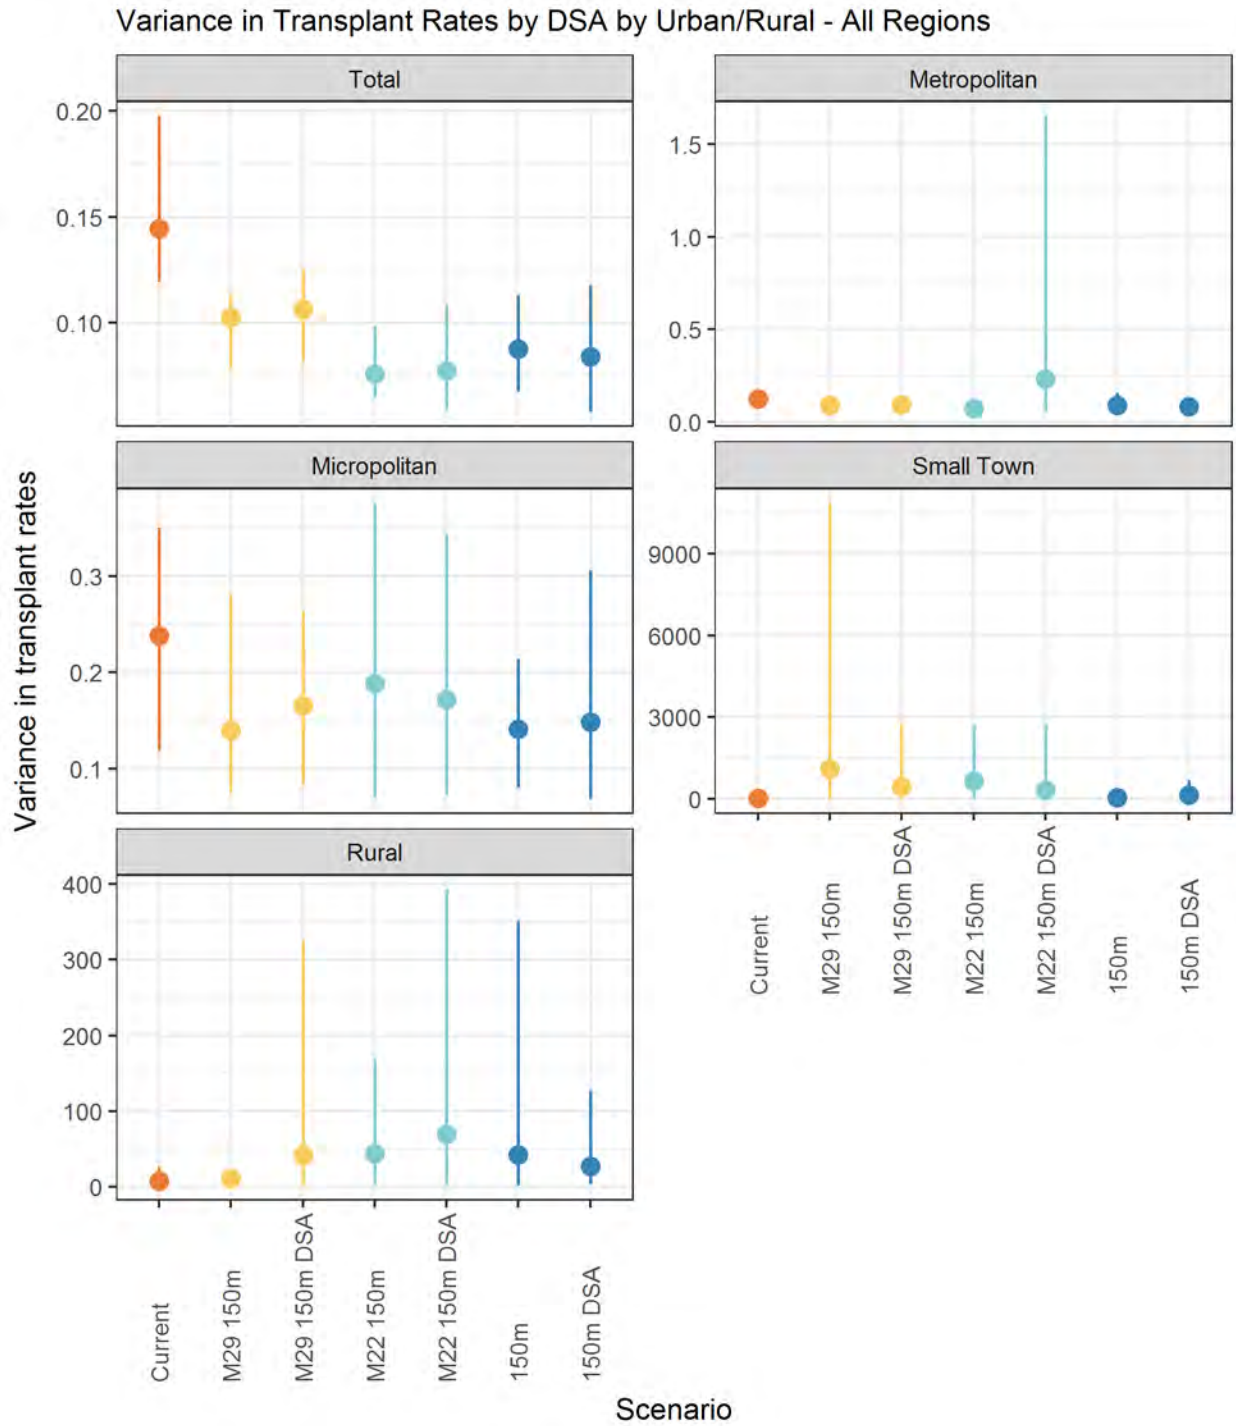 Variance in Transplant Rates by DSA by Urban/Rural - All Regions
Total
Metropolitan
0.20
0.15
0.10
1.5
1.0
0.5
0.0
Micropolitan
Small Town
0.3
0.2
0.1
9000
6000
3000
0
Variance in transplant rates
Rural
400
300
200
100
0
Current
M29 150m
M29 150m DSA
M22 150m
M22 150m DSA
150m
150m DSA
Current
M29 150m
M29 150m DSA
M22 150m
M22 150m DSA
150m
150m DSA
Scenario